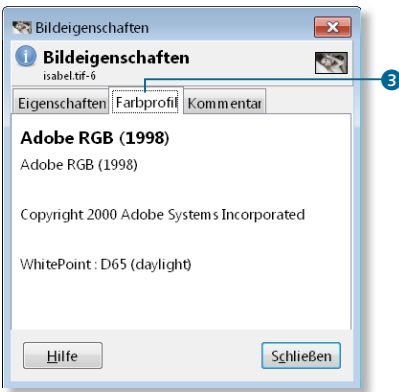 Bildeigenschaften
Bildeigenschaften
isabel.tif-6
3
Eigenschaften Farbprofil Kommentar
Adobe RGB (1998)
Adobe RGB (1998)
Copyright 2000 Adobe Systems Incorporated
WhitePoint : D65 (daylight)
Hilfe Schließen